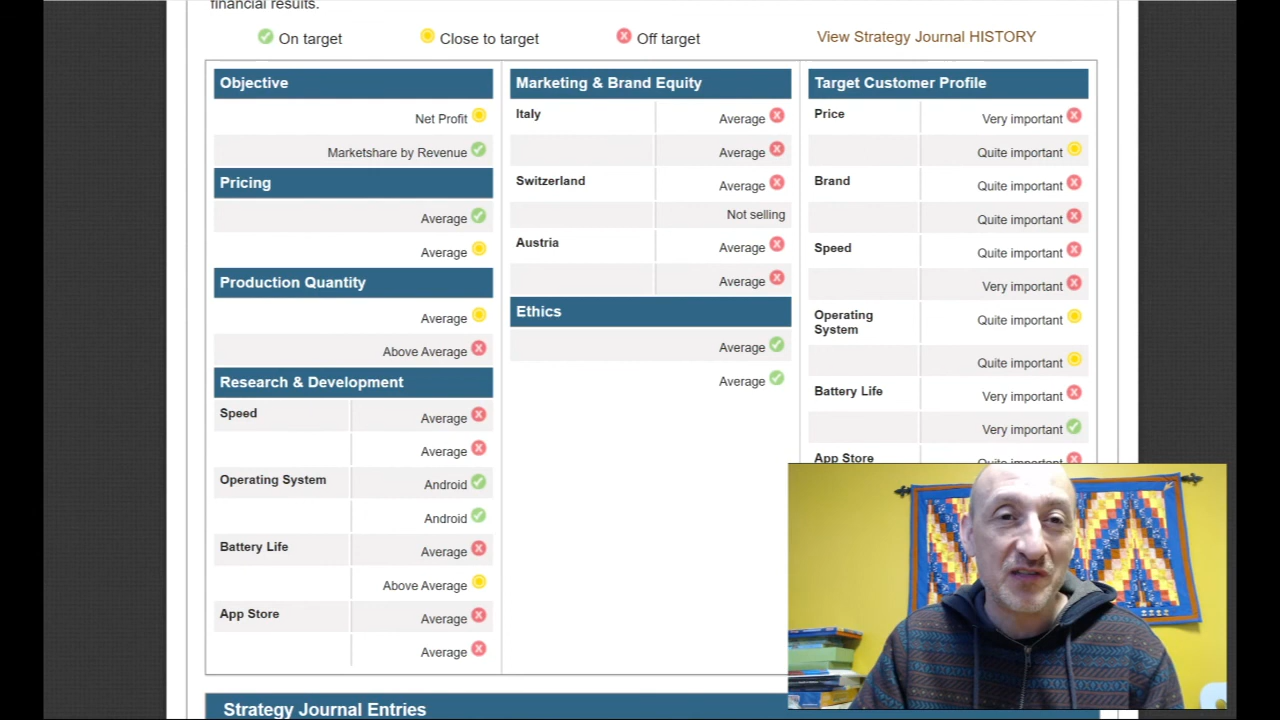 financial results.
On target
Close to target
Off target
View Strategy Journal HISTORY
Objective
Net Profit
Marketshare by Revenue
Pricing
Average
Average
Production Quantity
Average
Above Average
Research & Development
Speed
Average
Average
Operating System
Android
Android
Battery Life
Average
Above Average
App Store
Average
Average
Marketing & Brand Equity
Italy
Average
Average
Switzerland
Average
Not selling
Austria
Average
Average
Ethics
Average
Average
Target Customer Profile
Price
Very important
Quite important
Brand
Quite important
Quite important
Speed
Quite important
Very important
Operating
System
Quite important
Quite important
Battery Life
Very important
Very important
App Store
Quite important
Strategy Journal Entries